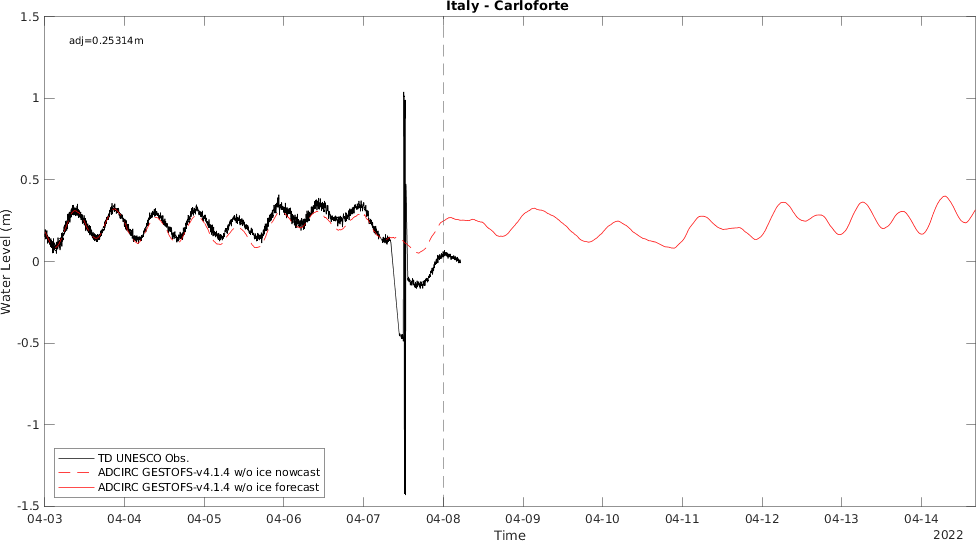 Italy - Carloforte
adj=0.25314m
1.5
1
0.5
0
-0.5
-1
-1.5
Water Level (m)
TD UNESCO Obs.
ADCIRC GESTOFS-v4.1.4 w/o ice nowcast
ADCIRC GESTOFS-v4.1.4 w/o ice forecast
04-03 04-04 04-05 04-06 04-07 04-08 04-09 04-10 04-11 04-12 04-13 04-14
Time
2022